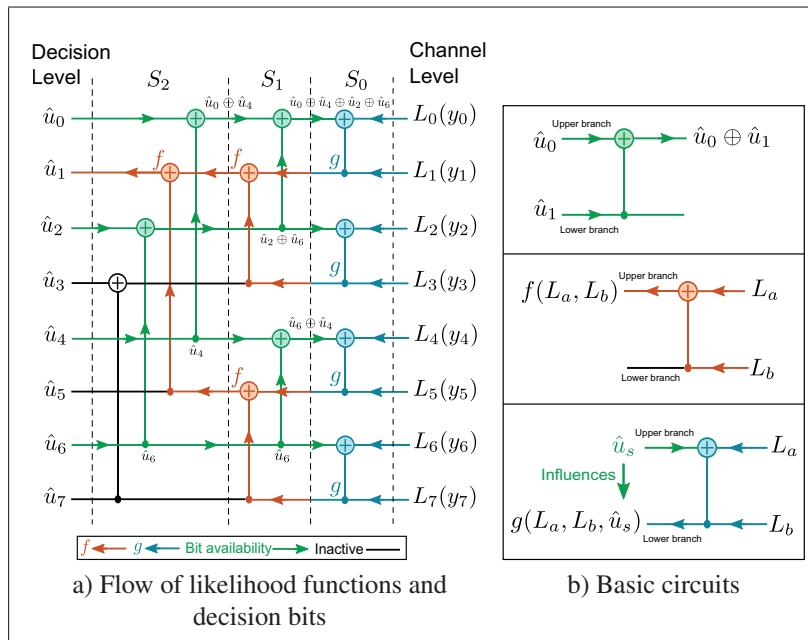 Decision Level
Channel Level
S₂ S₁ S₀
û₀ ⊕ û₄
û₀ ⊕ û₄ ⊕ û₂ ⊕ û₆
û₀ L₀(y₀)
û₁ f f g L₁(y₁)
û₂ L₂(y₂)
û₂ ⊕ û₆
û₃ g L₃(y₃)
û₆ ⊕ û₄
û₄ L₄(y₄)
û₄
û₅ f g L₅(y₅)
û₆ L₆(y₆)
û₆ û₆
û₇ g L₇(y₇)
f g Bit availability Inactive
a) Flow of likelihood functions and
decision bits
Upper branch
û₀ û₀ ⊕ û₁
û₁
Lower branch
Upper branch
f(Lₐ, L_b) Lₐ
L_b
Lower branch
Upper branch
ûₛ Lₐ
Influences
g(Lₐ, L_b, ûₛ) L_b
Lower branch
b) Basic circuits